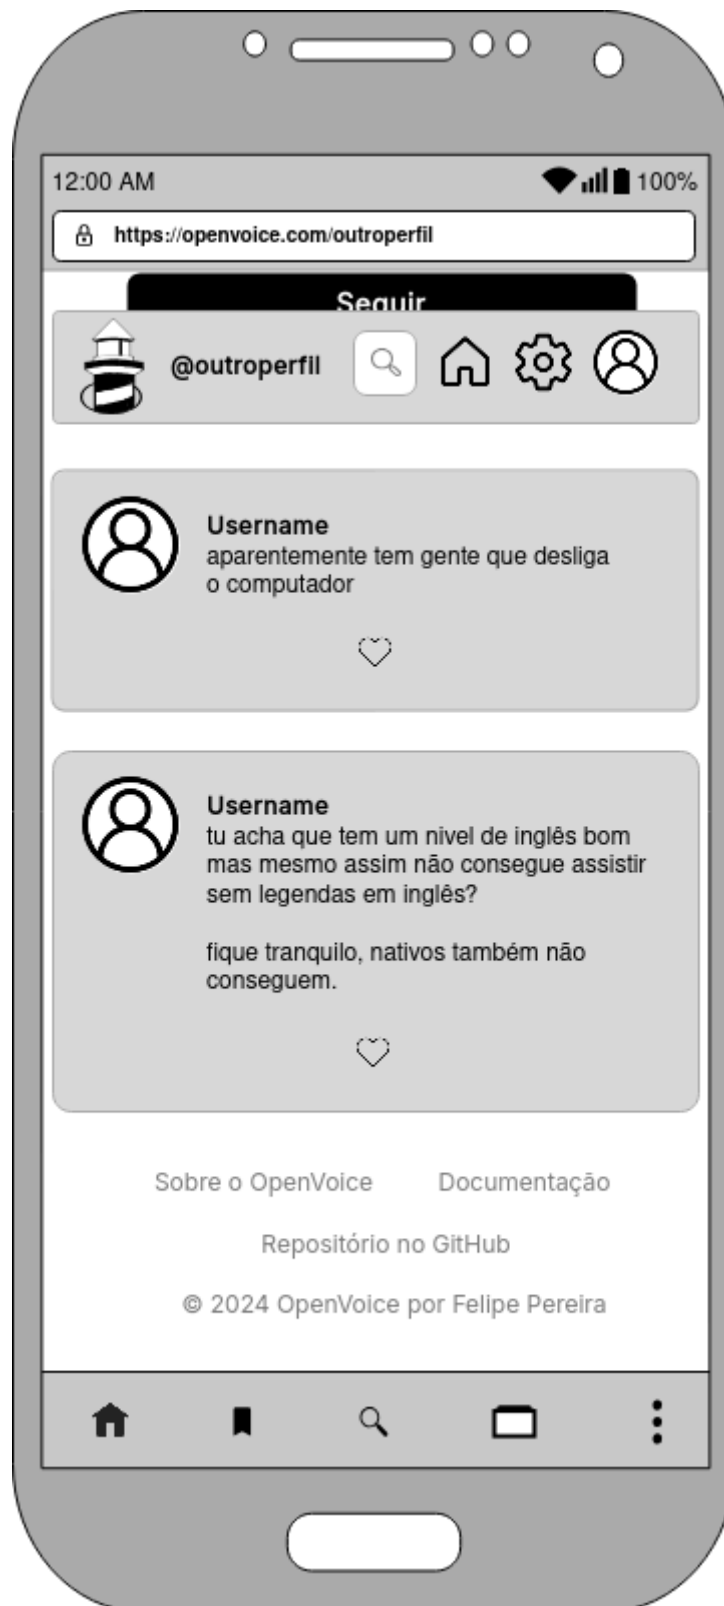 12:00 AM 100%
https://openvoice.com/outroperfil
Seguir
@outroperfil
Username
aparentemente tem gente que desliga
o computador
Username
tu acha que tem um nivel de inglês bom
mas mesmo assim não consegue assistir
sem legendas em inglês?
fique tranquilo, nativos também não
conseguem.
Sobre o OpenVoice Documentação
Repositório no GitHub
© 2024 OpenVoice por Felipe Pereira